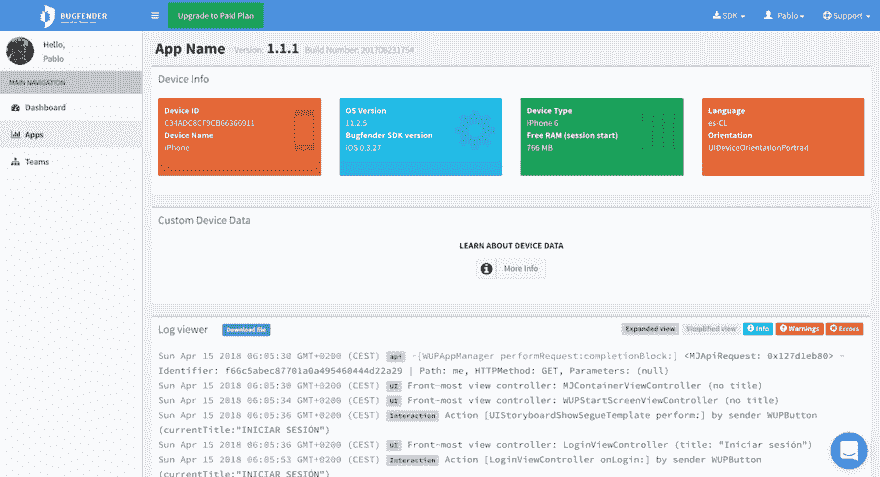 BUGFENDER
Upgrade to Paid Plan
SDK
Pablo
Support
Hello,
Pablo
MAIN NAVIGATION
Dashboard
Apps
Teams
App Name Version: 1.1.1 Build Number:
Device Info
Device ID
Device Name
iPhone
OS Version
11.2.5
Bugfender SDK version
iOS 0.3.27
Device Type
iPhone 6
Free RAM (session start)
766 MB
Language
es-CL
Orientation
UIDeviceOrientationPortrait
Custom Device Data
LEARN ABOUT DEVICE DATA
More Info
Log viewer
Download file
Expanded view
Simplified view
Info
Warnings
Errors
Sun Apr 15 2018 06:05:30 GMT+0200 (CEST) api -[WUPAppManager performRequest:completionBlock:] <MJApiRequest: 0x127d1eb80> -
Identifier: f66c5abec87701a0a495460444d22a29 | Path: me, HTTPMethod: GET, Parameters: (null)
Sun Apr 15 2018 06:05:30 GMT+0200 (CEST) ui Front-most view controller: MJContainerViewController (no title)
Sun Apr 15 2018 06:05:34 GMT+0200 (CEST) ui Front-most view controller: WUPStartScreenViewController (no title)
Sun Apr 15 2018 06:05:36 GMT+0200 (CEST) Interaction Action [UIStoryboardShowSegueTemplate perform:] by sender WUPButton
(currentTitle:"INICIAR SESIÓN")
Sun Apr 15 2018 06:05:36 GMT+0200 (CEST) ui Front-most view controller: LoginViewController (title: "Iniciar sesión")
Sun Apr 15 2018 06:05:53 GMT+0200 (CEST) Interaction Action [LoginViewController onLogin:] by sender WUPButton
(currentTitle:"INICIAR SESIÓN")